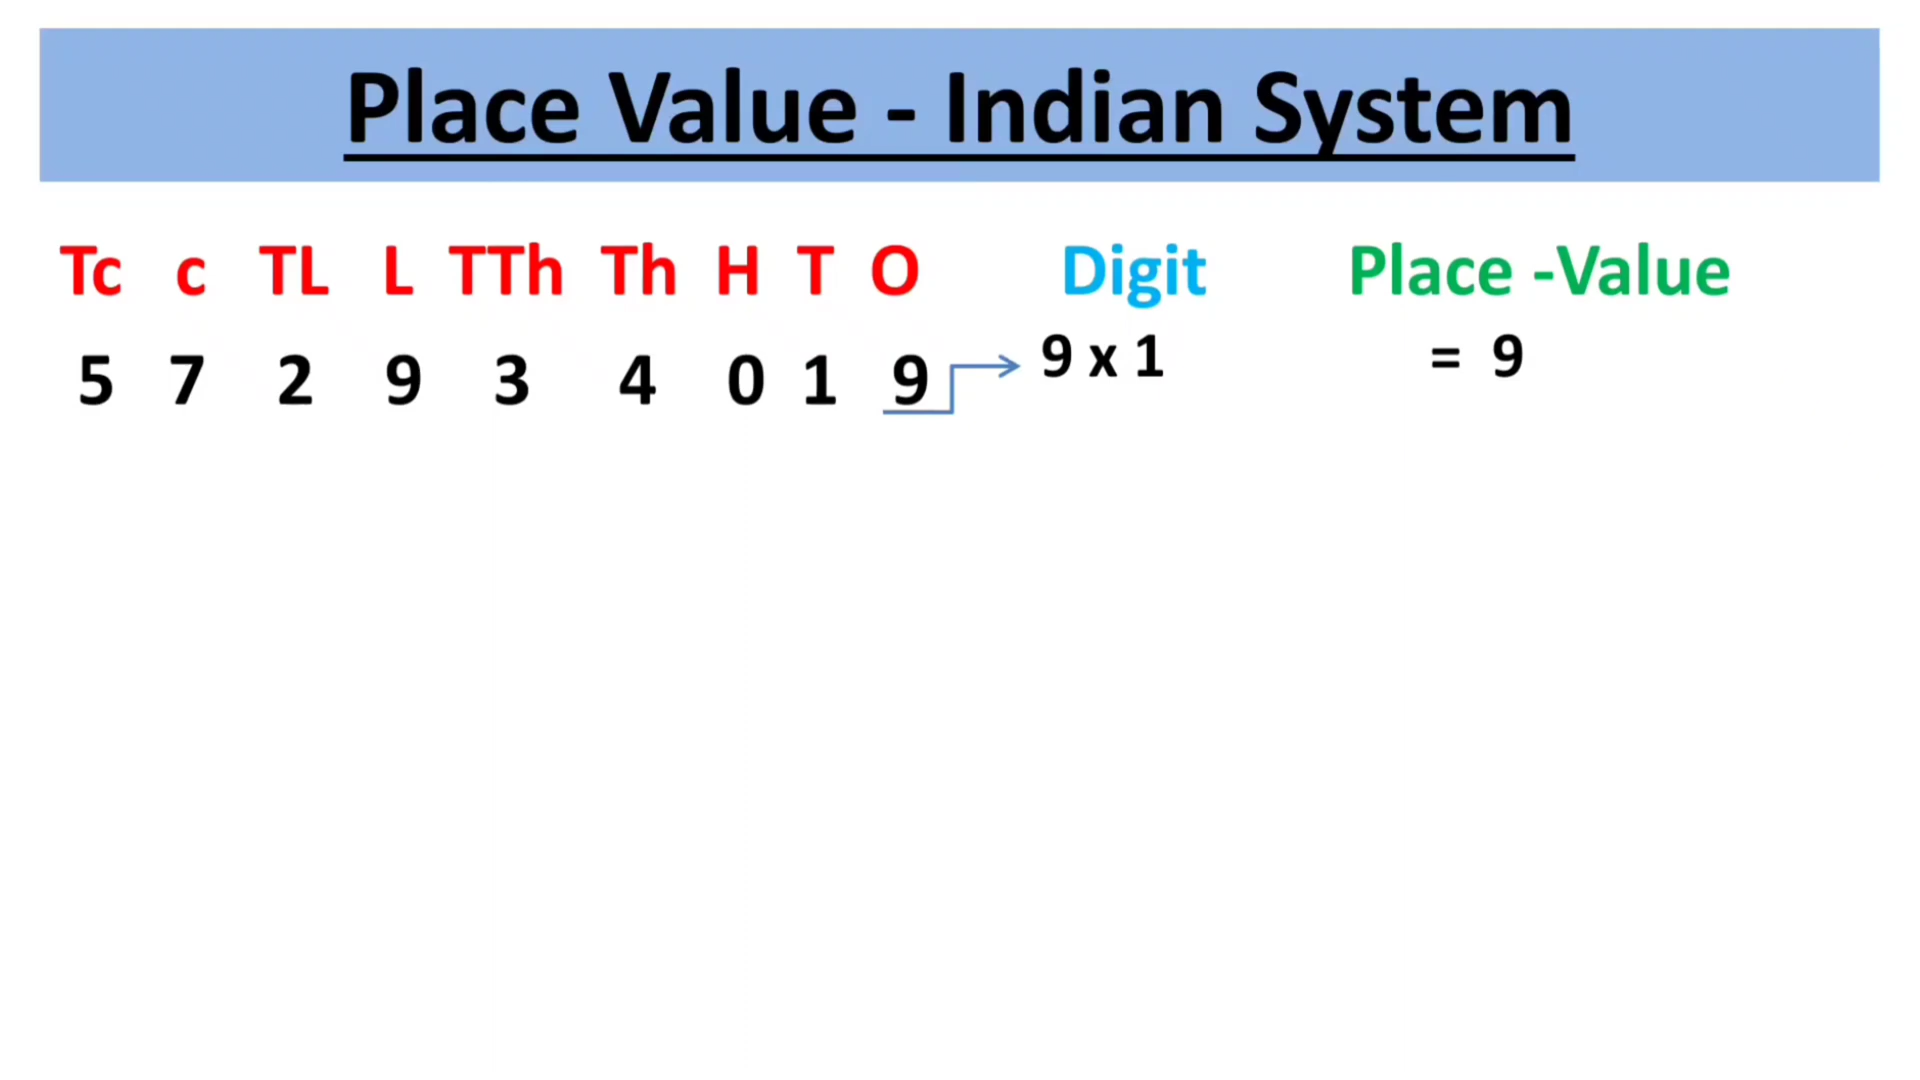 Place Value - Indian System
Tc c TL L TTh Th H T O Digit Place -Value
5 7 2 9 3 4 0 1 9 9 x 1 = 9